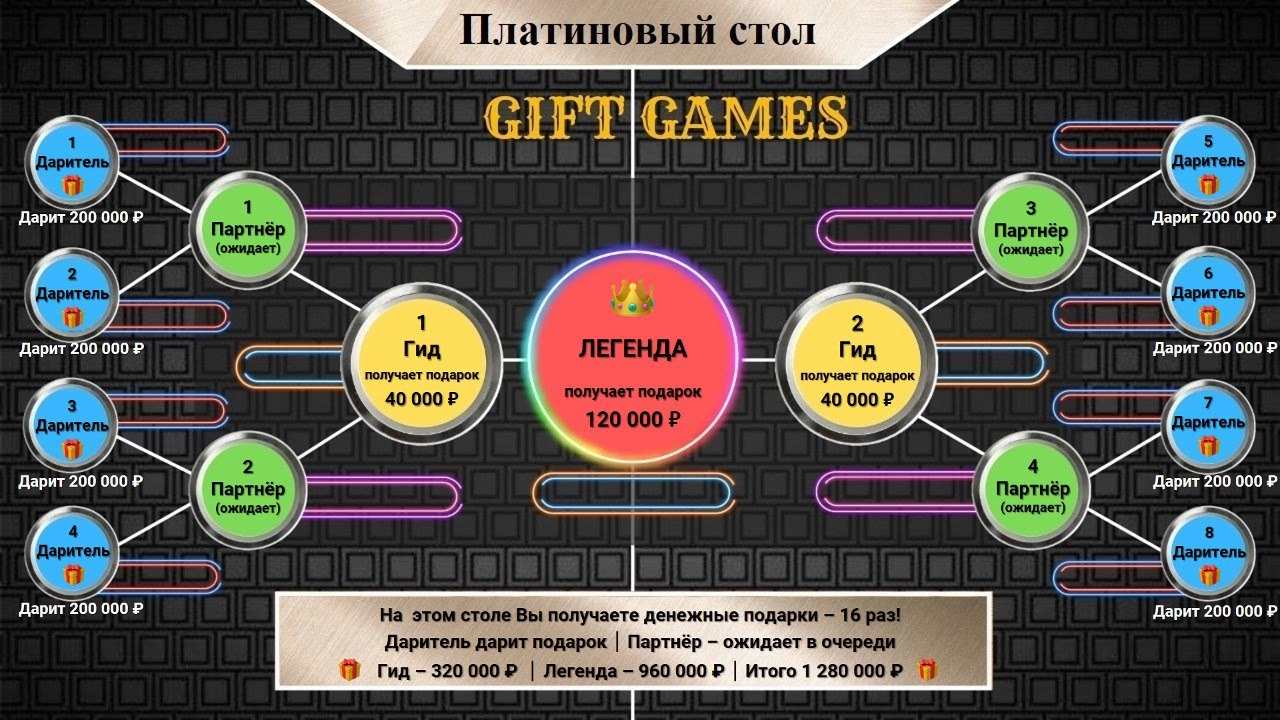 Платиновый стол
GIFT GAMES
1
Даритель
Дарит 200 000 ₽
2
Даритель
Дарит 200 000 ₽
3
Даритель
Дарит 200 000 ₽
4
Даритель
Дарит 200 000 ₽
1
Партнёр
(ожидает)
2
Партнёр
(ожидает)
1
Гид
получает подарок
40 000 ₽
ЛЕГЕНДА
получает подарок
120 000 ₽
2
Гид
получает подарок
40 000 ₽
3
Партнёр
(ожидает)
4
Партнёр
(ожидает)
5
Даритель
Дарит 200 000 ₽
6
Даритель
Дарит 200 000 ₽
7
Даритель
Дарит 200 000 ₽
8
Даритель
Дарит 200 000 ₽
На этом столе Вы получаете денежные подарки – 16 раз!
Даритель дарит подарок | Партнёр – ожидает в очереди
Гид – 320 000 ₽ | Легенда – 960 000 ₽ | Итого 1 280 000 ₽